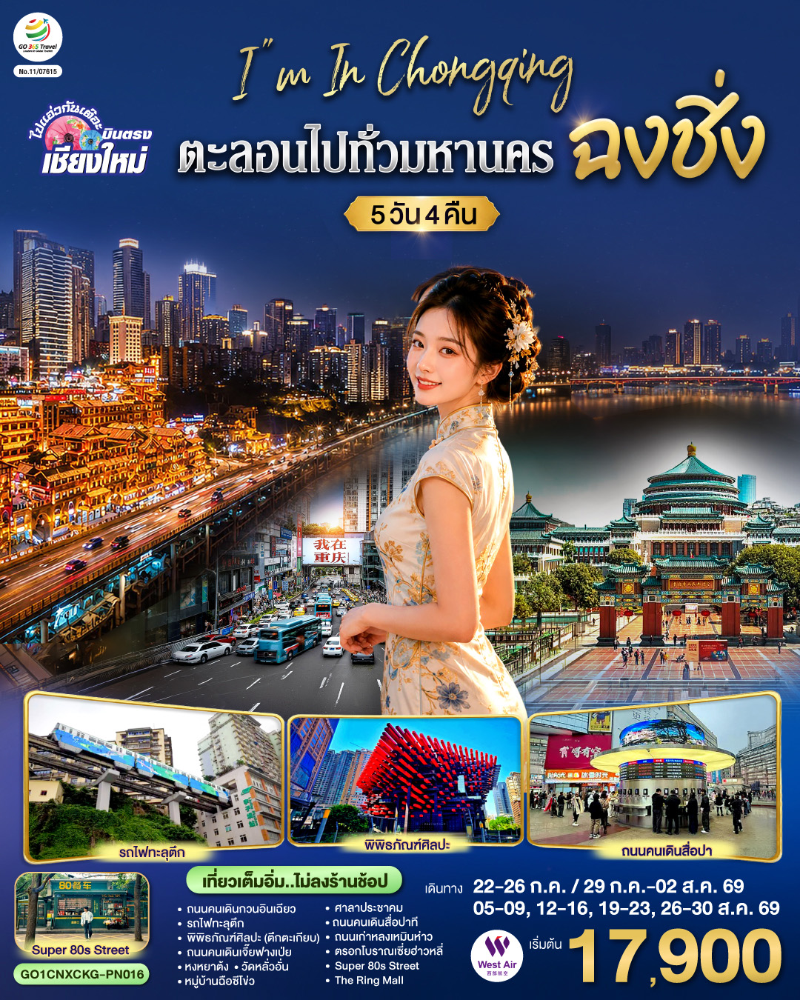 GO 365 Travel
Leaders in Global Tourism
No.11/07615
I"m In Chongqing
ไปแอ่วกันเต๊อะ
บินตรง
เชียงใหม่
ตะลอนไปทั่วมหานคร ฉงชิ่ง
5 วัน 4 คืน
我在
重庆
รถไฟทะลุตึก
พิพิธภัณฑ์ศิลปะ
ถนนคนเดินสื่อปา
80餐车
Super 80s Street
GO1CNXCKG-PN016
เที่ยวเต็มอิ่ม..ไม่ลงร้านช้อป
• ถนนคนเดินกวนอินเฉียว
• รถไฟทะลุตึก
• พิพิธภัณฑ์ศิลปะ (ตึกตะเกียบ)
• ถนนคนเดินเจี๊ยฟางเป่ย
• หงหยาต้ง • วัดหลั่วอั่น
• หมู่บ้านฉือซีโข่ว
• ศาลาประชาคม
• ถนนคนเดินสื่อปาที
• ถนนเก่าหลงเหมินห่าว
• ตรอกโบราณเซี่ยฮ่าวหลี่
• Super 80s Street
• The Ring Mall
เดินทาง 22-26 ก.ค. / 29 ก.ค.-02 ส.ค. 69
05-09, 12-16, 19-23, 26-30 ส.ค. 69
West Air
西部航空
เริ่มต้น 17,900